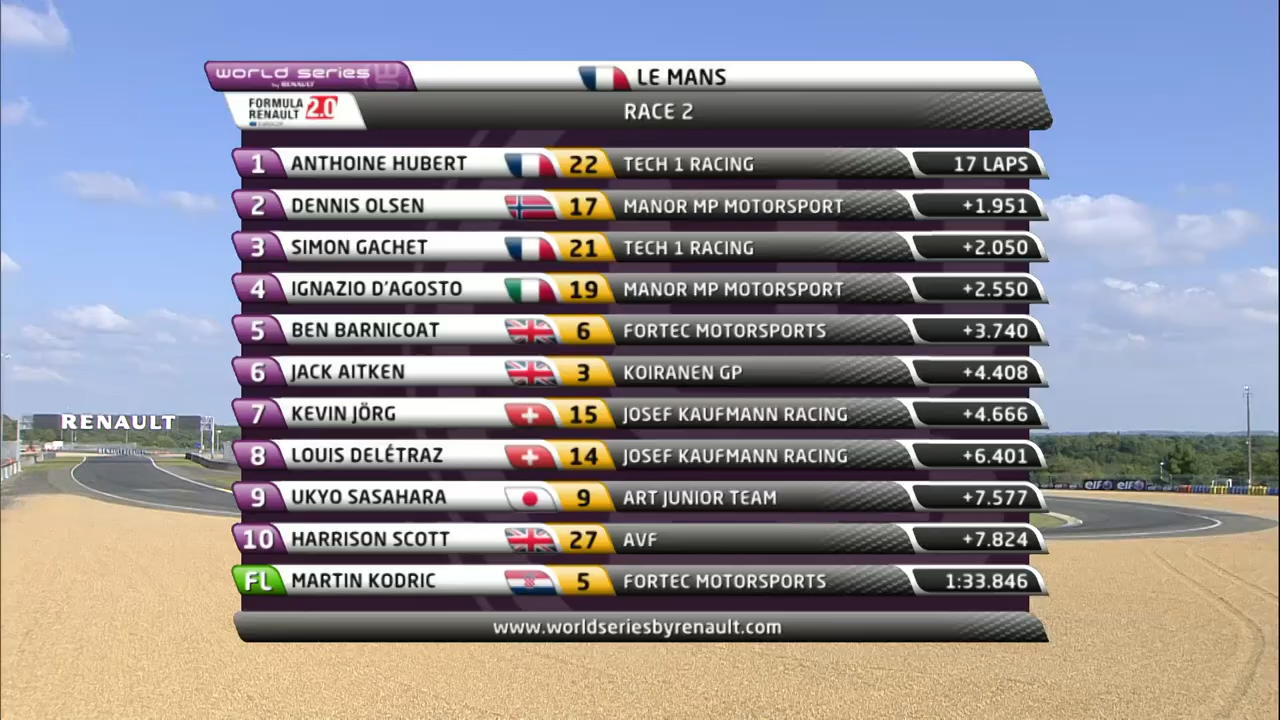 world series
by RENAULT
LE MANS
FORMULA
RENAULT 2.0
RACE 2
1 ANTHOINE HUBERT 22 TECH 1 RACING 17 LAPS
2 DENNIS OLSEN 17 MANOR MP MOTORSPORT +1.951
3 SIMON GACHET 21 TECH 1 RACING +2.050
4 IGNAZIO D'AGOSTO 19 MANOR MP MOTORSPORT +2.550
5 BEN BARNICOAT 6 FORTEC MOTORSPORTS +3.740
6 JACK AITKEN 3 KOIRANEN GP +4.408
7 KEVIN JÖRG 15 JOSEF KAUFMANN RACING +4.666
RENAULT
8 LOUIS DELÉTRAZ 14 JOSEF KAUFMANN RACING +6.401
elf elf
9 UKYO SASAHARA 9 ART JUNIOR TEAM +7.577
10 HARRISON SCOTT 27 AVF +7.824
FL MARTIN KODRIC 5 FORTEC MOTORSPORTS 1:33.846
www.worldseriesbyrenault.com